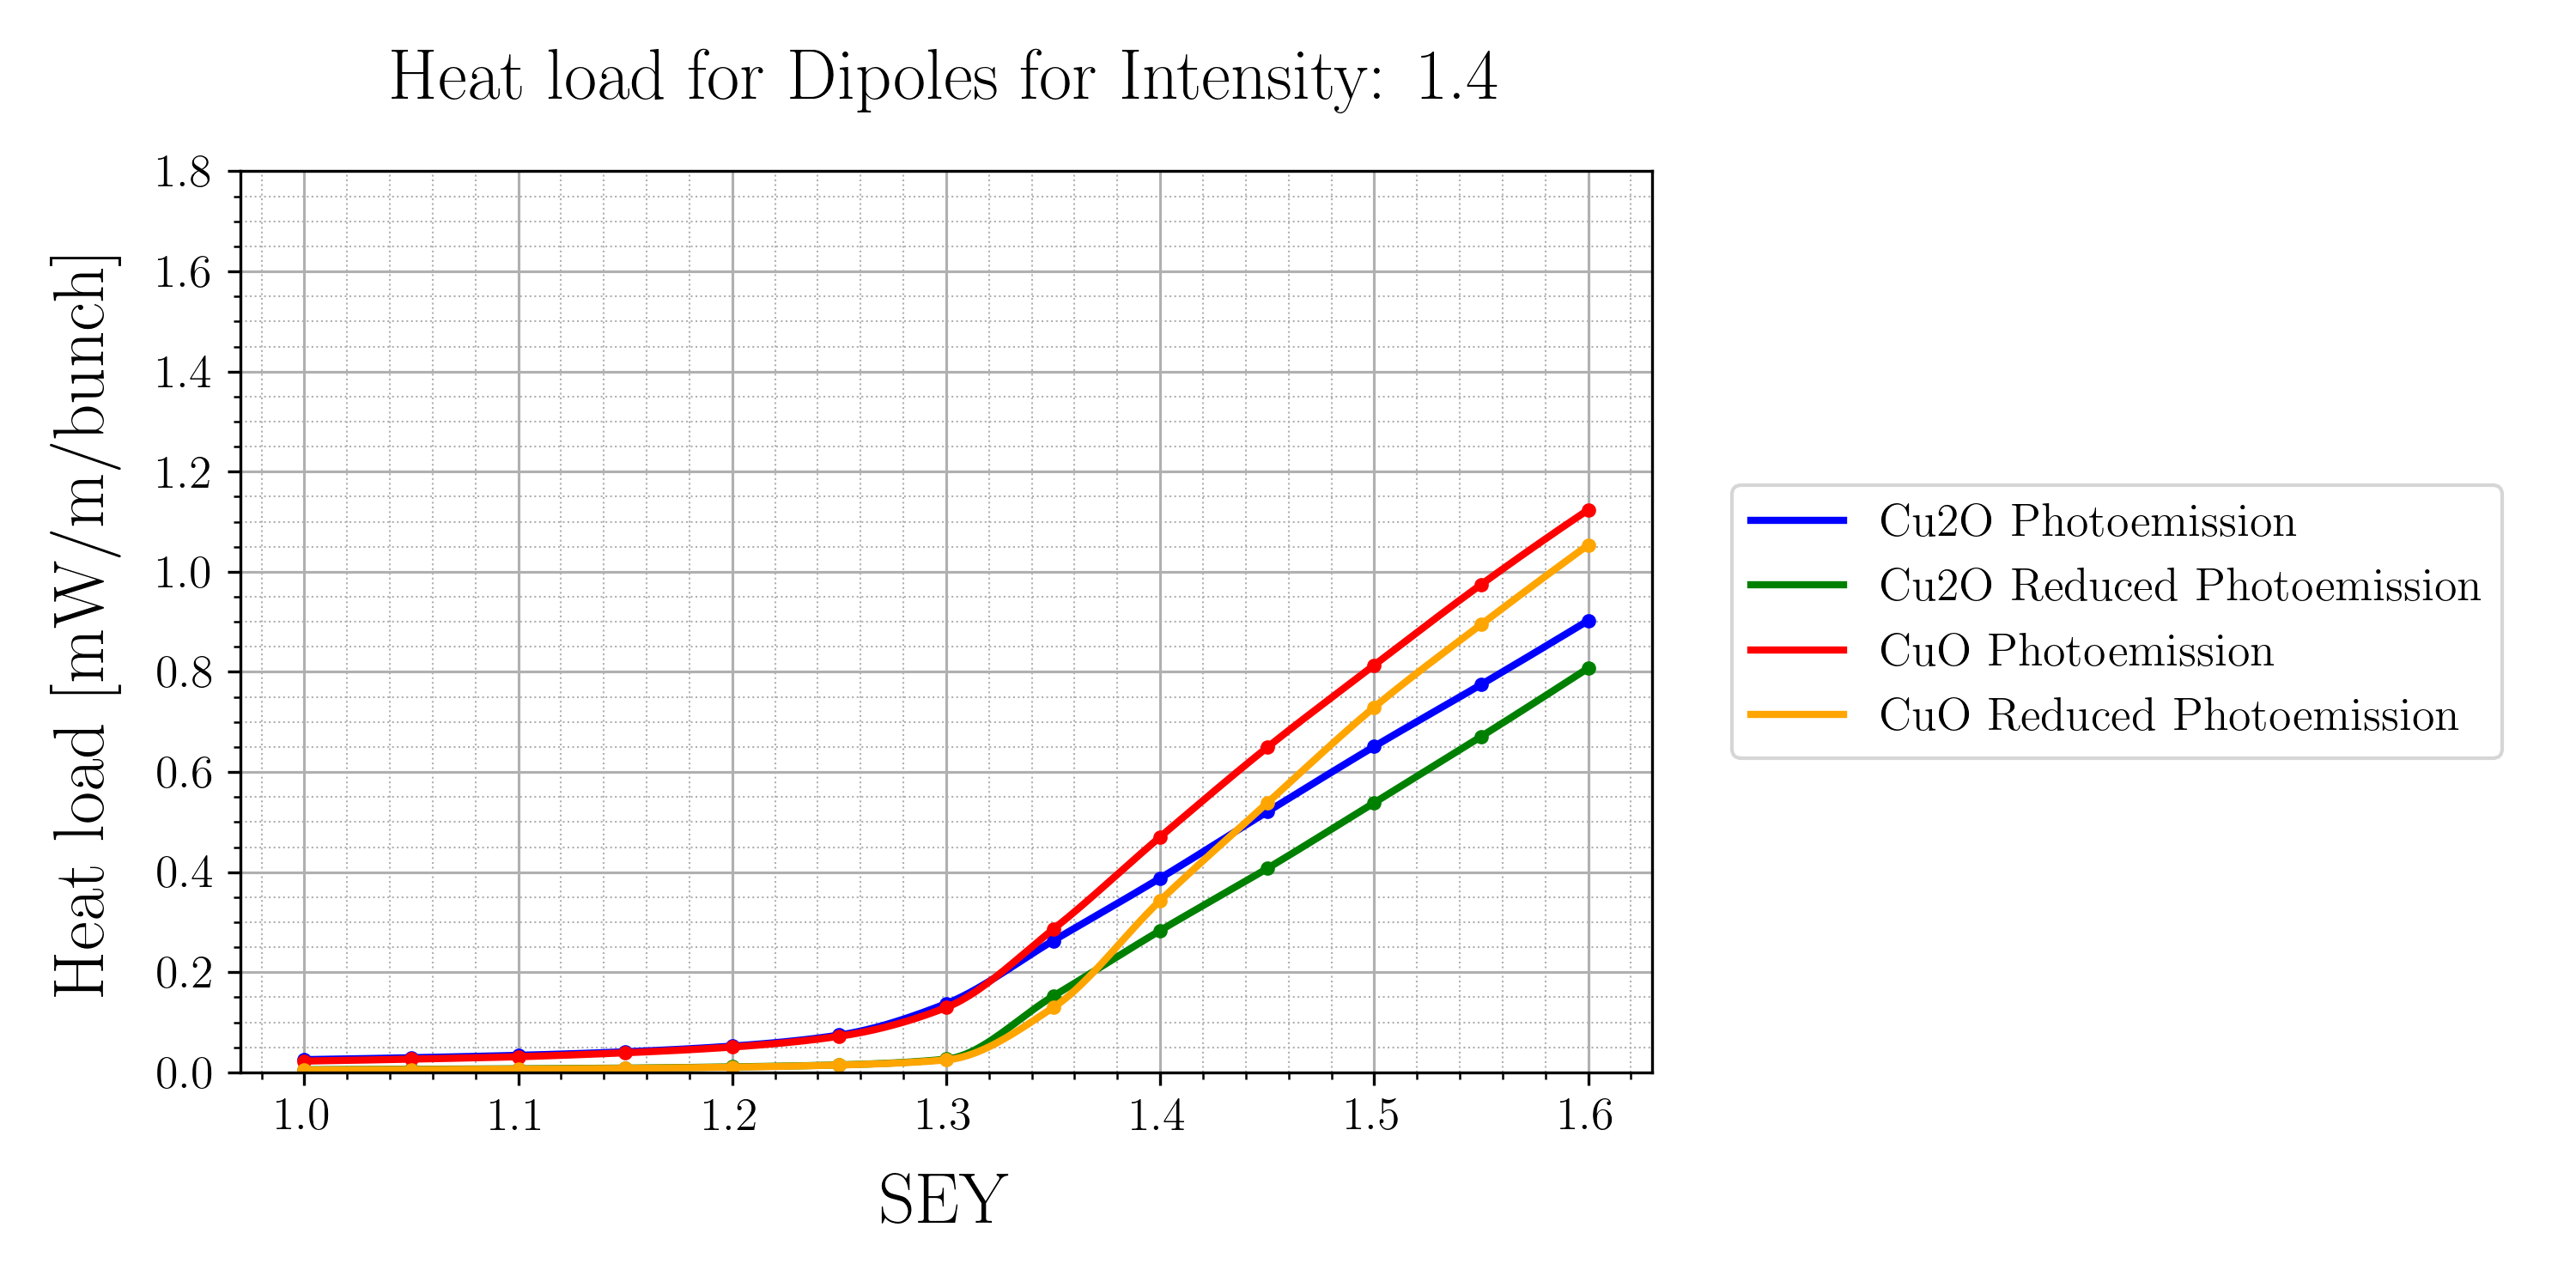 Heat load for Dipoles for Intensity: 1.4
Heat load [mW/m/bunch]
1.8
1.6
1.4
1.2
1.0
0.8
0.6
0.4
0.2
0.0
1.0 1.1 1.2 1.3 1.4 1.5 1.6
SEY
Cu2O Photoemission
Cu2O Reduced Photoemission
CuO Photoemission
CuO Reduced Photoemission